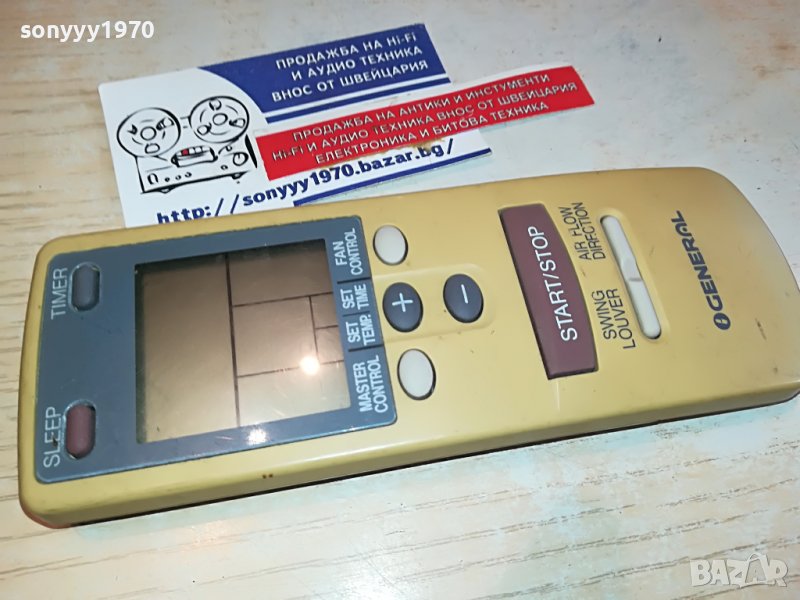 sonyyy1970
ПРОДАЖБА НА Hi-Fi
И АУДИО ТЕХНИКА
ВНОС ОТ ШВЕЙЦАРИЯ
ПРОДАЖБА НА АНТИКИ И ИНСТУМЕНТИ
Hi-Fi И АУДИО ТЕХНИКА ВНОС ОТ ШВЕЙЦАРИЯ
ЕЛЕКТРОНИКА И БИТОВА ТЕХНИКА
http://sonyyy1970.bazar.bg/
TIMER
SLEEP
FAN
CONTROL
SET
TIME
SET
TEMP.
MASTER
CONTROL
+
−
START/STOP
AIR FLOW
DIRECTION
SWING
LOUVER
GENERAL
BAZAR